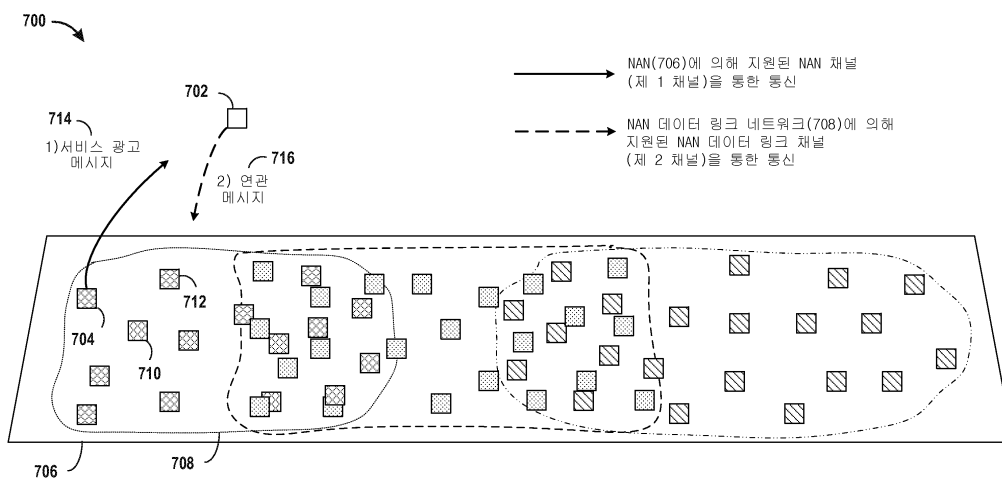 700
702
714
1)서비스 광고
메시지
716
2) 연관
메시지
NAN(706)에 의해 지원된 NAN 채널
(제 1 채널)을 통한 통신
NAN 데이터 링크 네트워크(708)에 의해
지원된 NAN 데이터 링크 채널
(제 2 채널)을 통한 통신
712
704
710
706
708